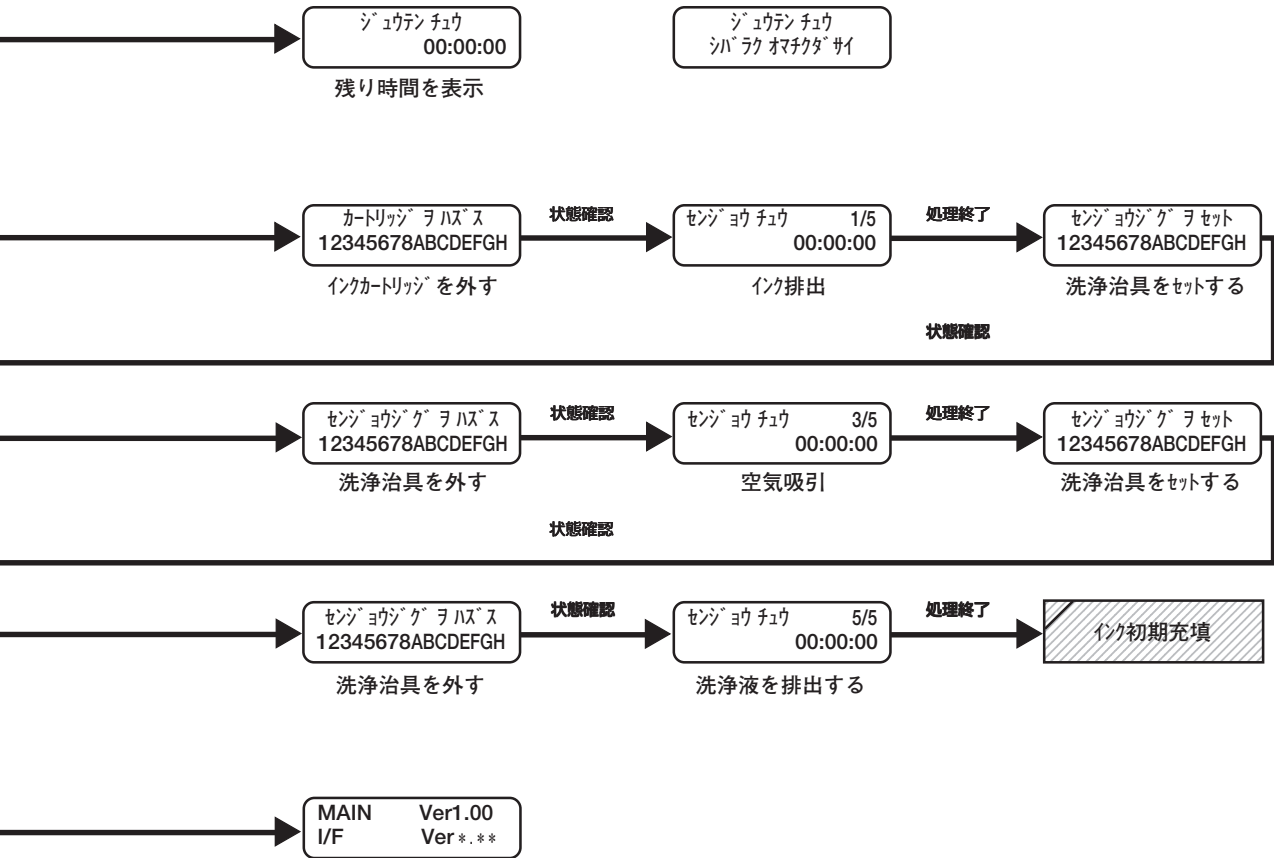 ｼﾞｭｳﾃﾝ ﾁｭｳ
00:00:00
残り時間を表示
ｼﾞｭｳﾃﾝ ﾁｭｳ
ｼﾊﾞﾗｸ ｵﾏﾁｸﾀﾞｻｲ
ｶｰﾄﾘｯｼﾞ ｦ ﾊｽﾞｽ
12345678ABCDEFGH
ｲﾝｸｶｰﾄﾘｯｼﾞを外す
状態確認
ｾﾝｼﾞｮｳ ﾁｭｳ 1/5
00:00:00
ｲﾝｸ排出
処理終了
ｾﾝｼﾞｮｳｼﾞｸﾞ ｦ ｾｯﾄ
12345678ABCDEFGH
洗浄治具をｾｯﾄする
状態確認
ｾﾝｼﾞｮｳｼﾞｸﾞ ｦ ﾊｽﾞｽ
12345678ABCDEFGH
洗浄治具を外す
状態確認
ｾﾝｼﾞｮｳ ﾁｭｳ 3/5
00:00:00
空気吸引
処理終了
ｾﾝｼﾞｮｳｼﾞｸﾞ ｦ ｾｯﾄ
12345678ABCDEFGH
洗浄治具をｾｯﾄする
状態確認
ｾﾝｼﾞｮｳｼﾞｸﾞ ｦ ﾊｽﾞｽ
12345678ABCDEFGH
洗浄治具を外す
状態確認
ｾﾝｼﾞｮｳ ﾁｭｳ 5/5
00:00:00
洗浄液を排出する
処理終了
ｲﾝｸ初期充填
MAIN Ver1.00
I/F Ver*.**